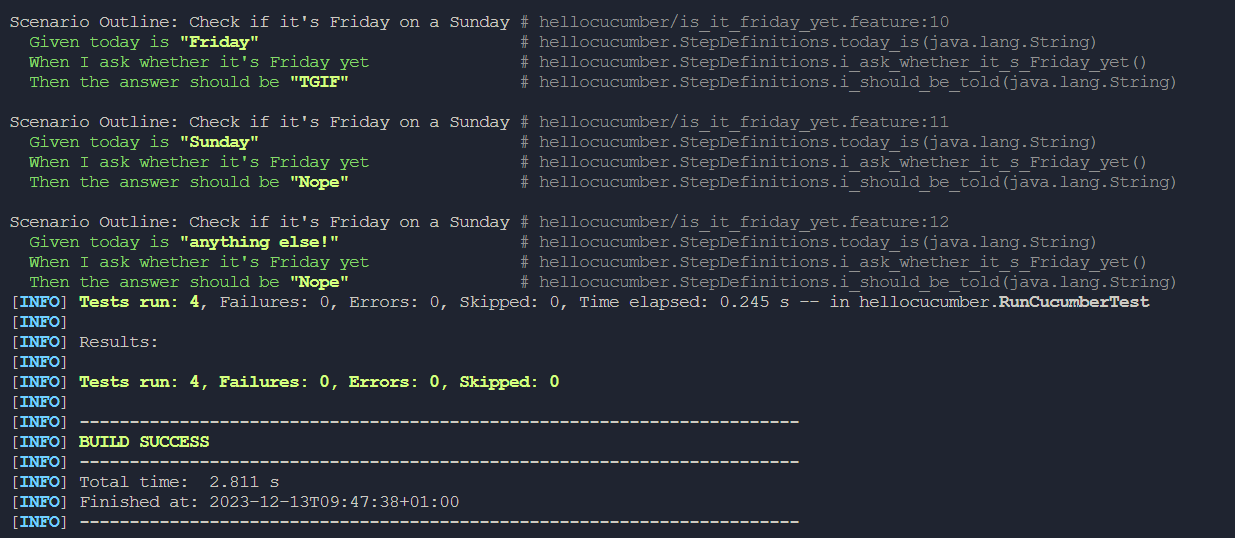 Scenario Outline: Check if it's Friday on a Sunday # hellocucumber/is_it_friday_yet.feature:10
  Given today is "Friday"                          # hellocucumber.StepDefinitions.today_is(java.lang.String)
  When I ask whether it's Friday yet               # hellocucumber.StepDefinitions.i_ask_whether_it_s_Friday_yet()
  Then the answer should be "TGIF"                 # hellocucumber.StepDefinitions.i_should_be_told(java.lang.String)

Scenario Outline: Check if it's Friday on a Sunday # hellocucumber/is_it_friday_yet.feature:11
  Given today is "Sunday"                          # hellocucumber.StepDefinitions.today_is(java.lang.String)
  When I ask whether it's Friday yet               # hellocucumber.StepDefinitions.i_ask_whether_it_s_Friday_yet()
  Then the answer should be "Nope"                 # hellocucumber.StepDefinitions.i_should_be_told(java.lang.String)

Scenario Outline: Check if it's Friday on a Sunday # hellocucumber/is_it_friday_yet.feature:12
  Given today is "anything else!"                  # hellocucumber.StepDefinitions.today_is(java.lang.String)
  When I ask whether it's Friday yet               # hellocucumber.StepDefinitions.i_ask_whether_it_s_Friday_yet()
  Then the answer should be "Nope"                 # hellocucumber.StepDefinitions.i_should_be_told(java.lang.String)
[INFO] Tests run: 4, Failures: 0, Errors: 0, Skipped: 0, Time elapsed: 0.245 s -- in hellocucumber.RunCucumberTest
[INFO]
[INFO] Results:
[INFO]
[INFO] Tests run: 4, Failures: 0, Errors: 0, Skipped: 0
[INFO]
[INFO] ------------------------------------------------------------------------
[INFO] BUILD SUCCESS
[INFO] ------------------------------------------------------------------------
[INFO] Total time:  2.811 s
[INFO] Finished at: 2023-12-13T09:47:38+01:00
[INFO] ------------------------------------------------------------------------